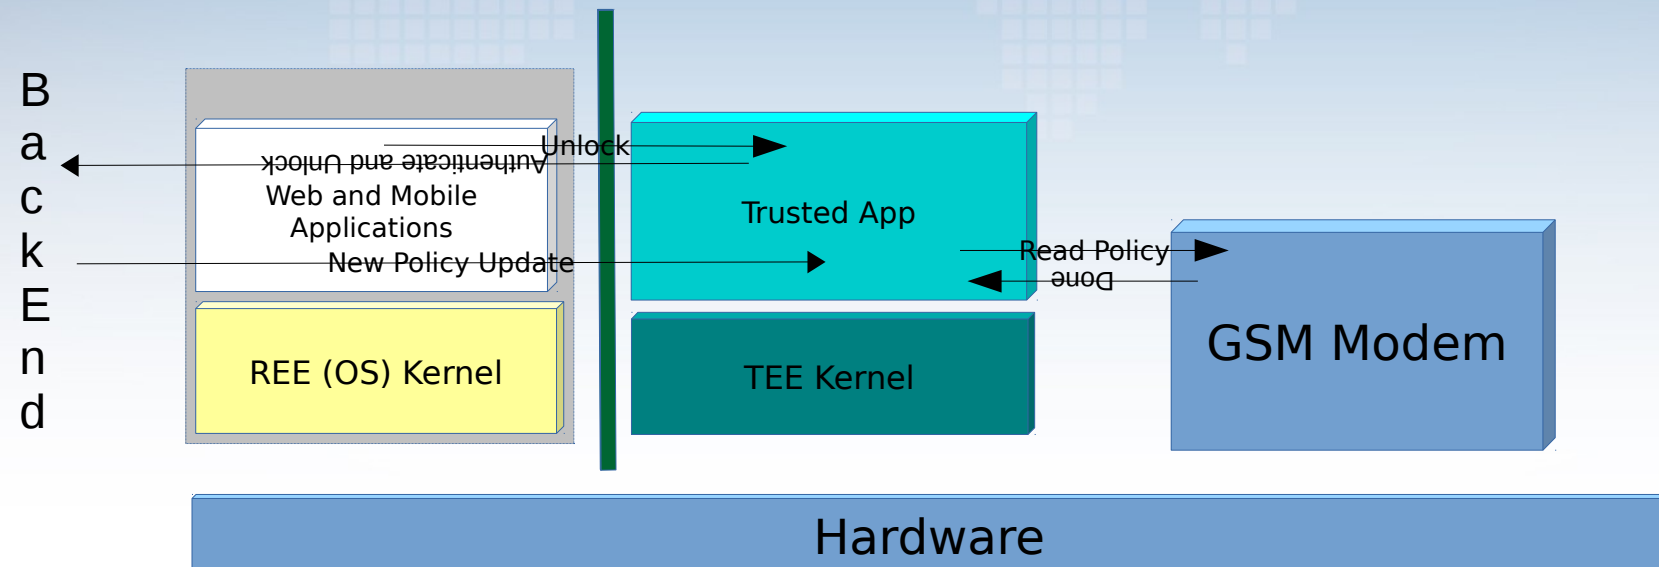 BackEnd
Unlock
Authenticate and Unlock
Web and Mobile
Applications
New Policy Update
Trusted App
Read Policy
Done
GSM Modem
REE (OS) Kernel
TEE Kernel
Hardware